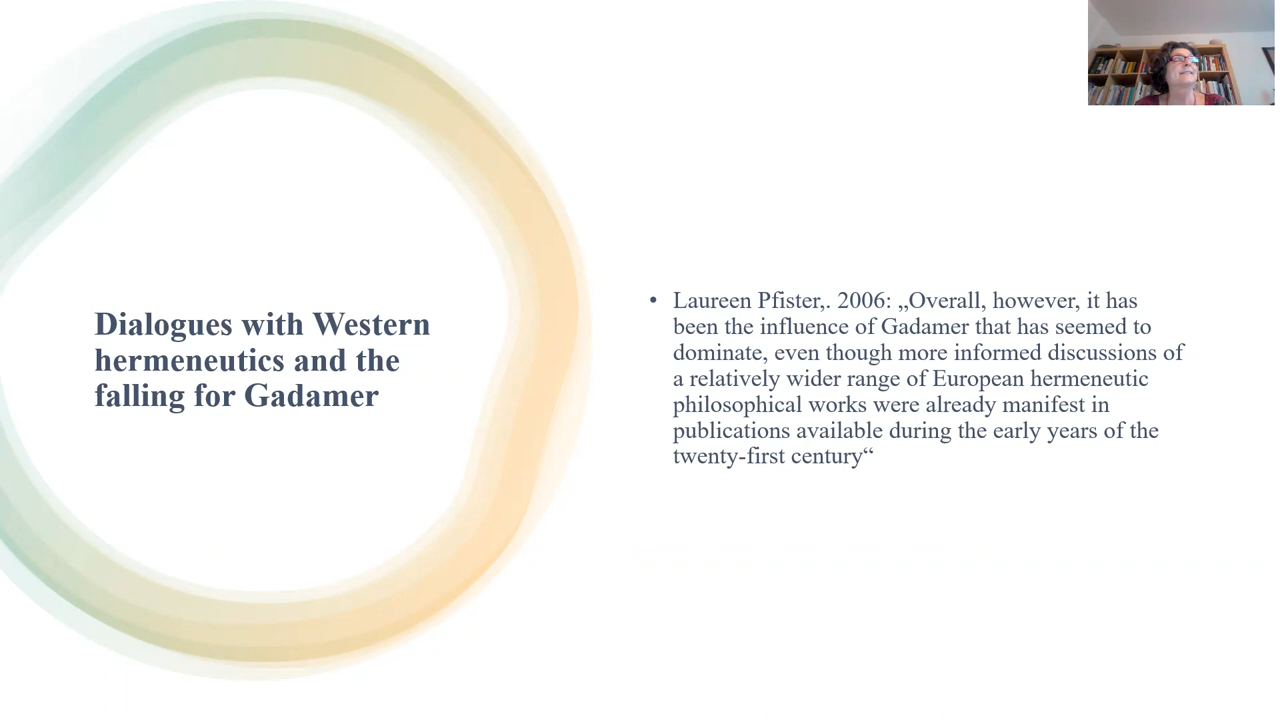 Dialogues with Western
hermeneutics and the
falling for Gadamer
• Laureen Pfister,. 2006: „Overall, however, it has
been the influence of Gadamer that has seemed to
dominate, even though more informed discussions of
a relatively wider range of European hermeneutic
philosophical works were already manifest in
publications available during the early years of the
twenty-first century“